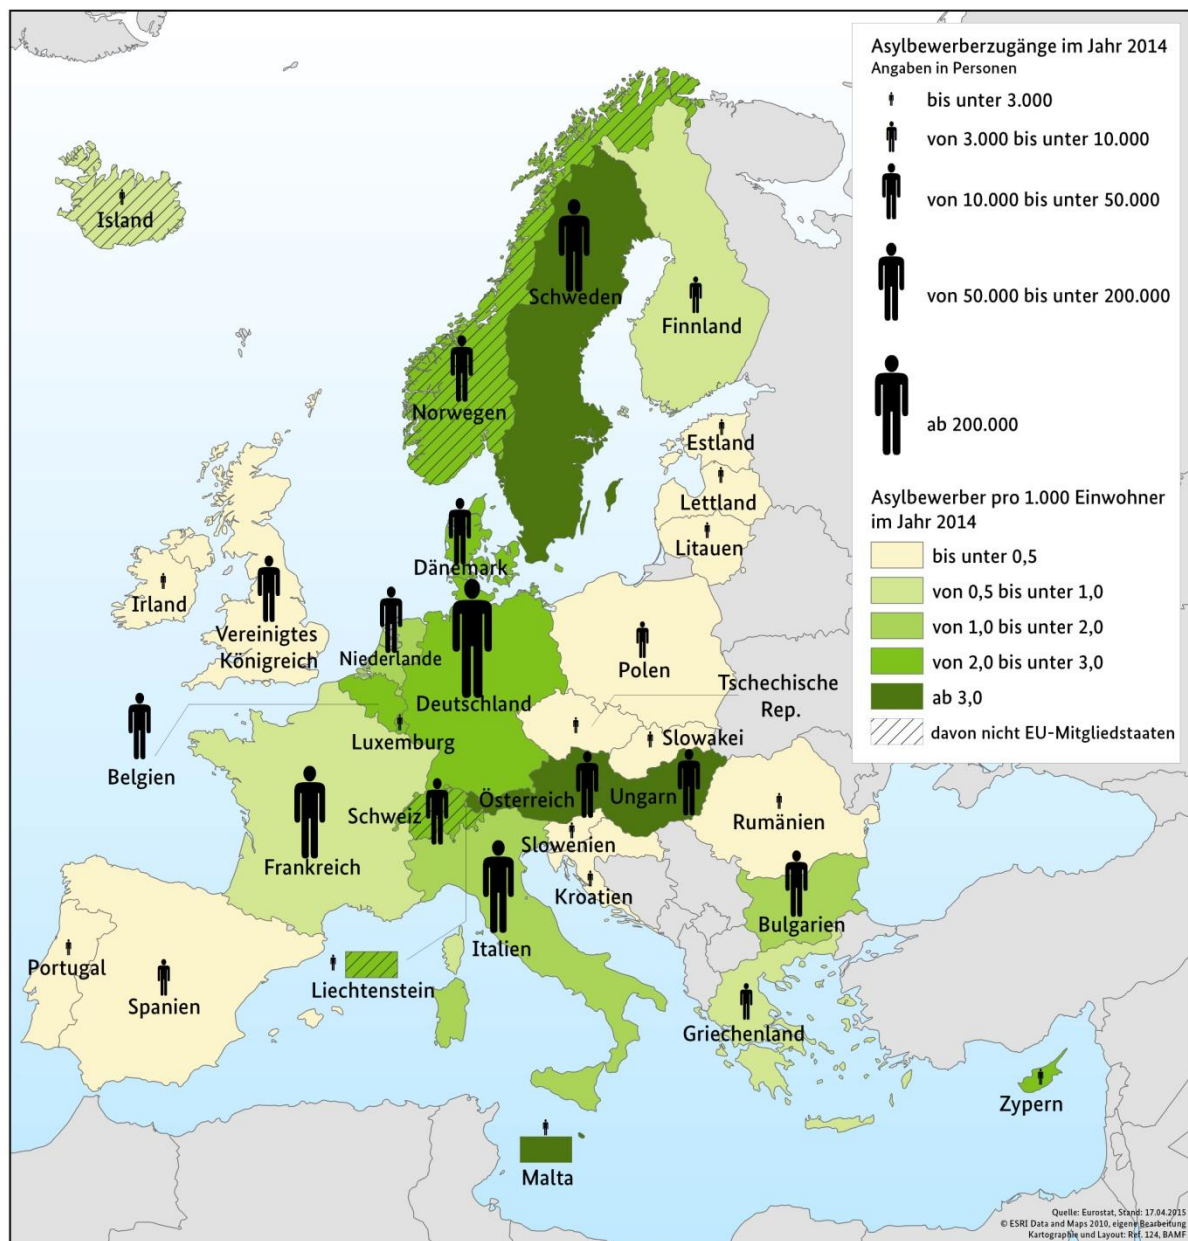 Asylbewerberzugänge im Jahr 2014
Angaben in Personen
bis unter 3.000
von 3.000 bis unter 10.000
von 10.000 bis unter 50.000
von 50.000 bis unter 200.000
ab 200.000
Asylbewerber pro 1.000 Einwohner
im Jahr 2014
bis unter 0,5
von 0,5 bis unter 1,0
von 1,0 bis unter 2,0
von 2,0 bis unter 3,0
ab 3,0
davon nicht EU-Mitgliedstaaten
Island
Schweden
Finnland
Norwegen
Estland
Lettland
Litauen
Dänemark
Irland
Vereinigtes
Königreich
Niederlande
Polen
Deutschland
Tschechische
Rep.
Luxemburg
Slowakei
Belgien
Österreich
Ungarn
Schweiz
Rumänien
Slowenien
Frankreich
Kroatien
Bulgarien
Italien
Portugal
Liechtenstein
Spanien
Griechenland
Zypern
Malta
Quelle: Eurostat, Stand: 17.04.2015
© ESRI Data and Maps 2010, eigene Bearbeitung
Kartographie und Layout: Ref. 124, BAMF